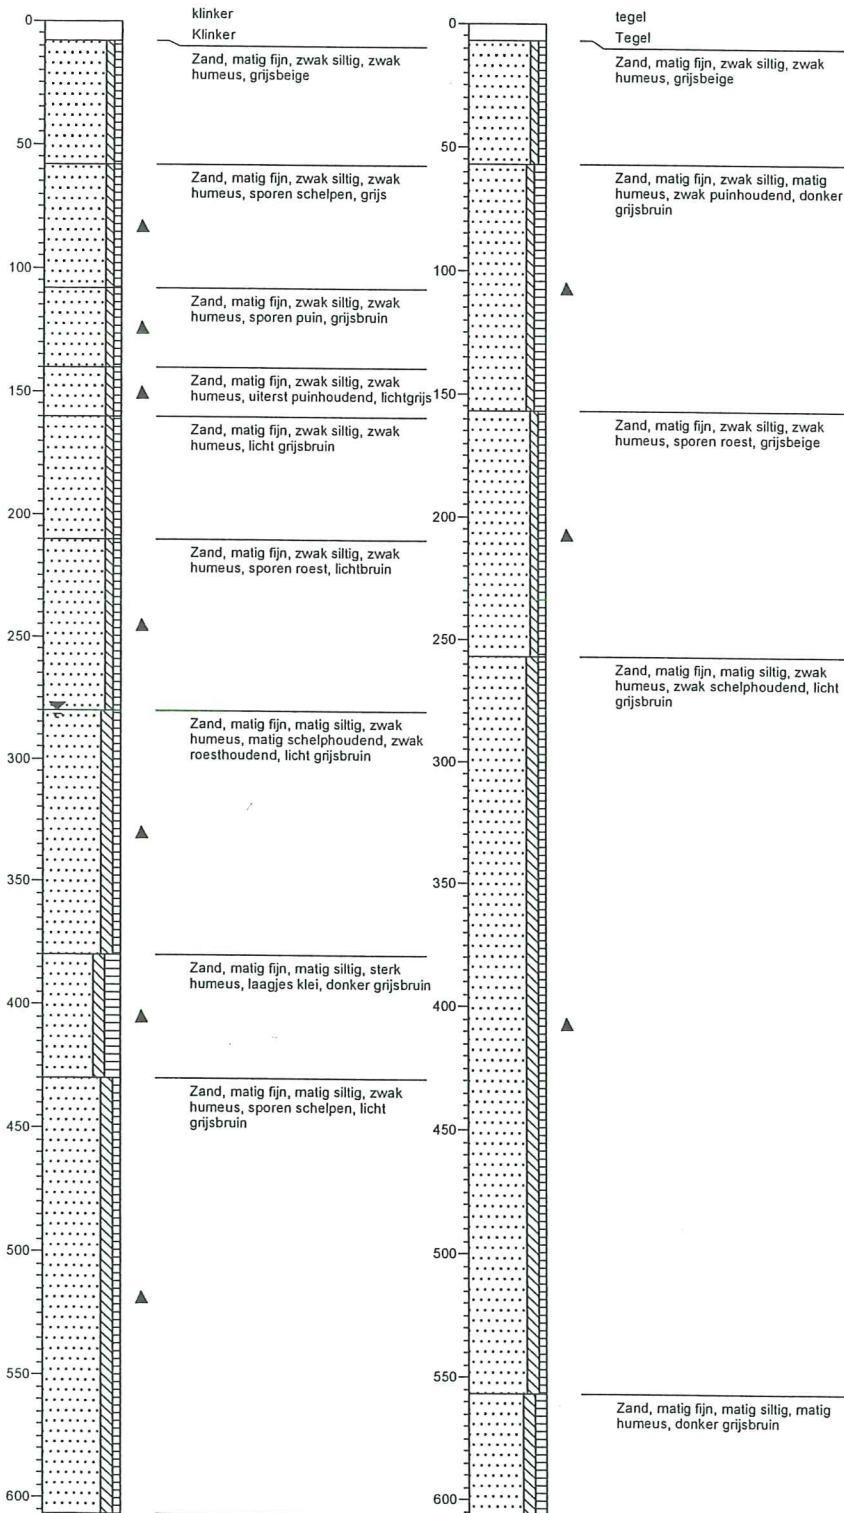 klinker
Klinker
Zand, matig fijn, zwak siltig, zwak
humeus, grijsbeige
Zand, matig fijn, zwak siltig, zwak
humeus, sporen schelpen, grijs
Zand, matig fijn, zwak siltig, zwak
humeus, sporen puin, grijsbruin
Zand, matig fijn, zwak siltig, zwak
humeus, uiterst puinhoudend, lichtgrijs
Zand, matig fijn, zwak siltig, zwak
humeus, licht grijsbruin
Zand, matig fijn, zwak siltig, zwak
humeus, sporen roest, lichtbruin
Zand, matig fijn, matig siltig, zwak
humeus, matig schelphoudend, zwak
roesthoudend, licht grijsbruin
Zand, matig fijn, matig siltig, sterk
humeus, laagjes klei, donker grijsbruin
Zand, matig fijn, matig siltig, zwak
humeus, sporen schelpen, licht
grijsbruin
0
50
100
150
200
250
300
350
400
450
500
550
600
tegel
Tegel
Zand, matig fijn, zwak siltig, zwak
humeus, grijsbeige
Zand, matig fijn, zwak siltig, matig
humeus, zwak puinhoudend, donker
grijsbruin
Zand, matig fijn, zwak siltig, zwak
humeus, sporen roest, grijsbeige
Zand, matig fijn, matig siltig, zwak
humeus, zwak schelphoudend, licht
grijsbruin
Zand, matig fijn, matig siltig, matig
humeus, donker grijsbruin
0
50
100
150
200
250
300
350
400
450
500
550
600